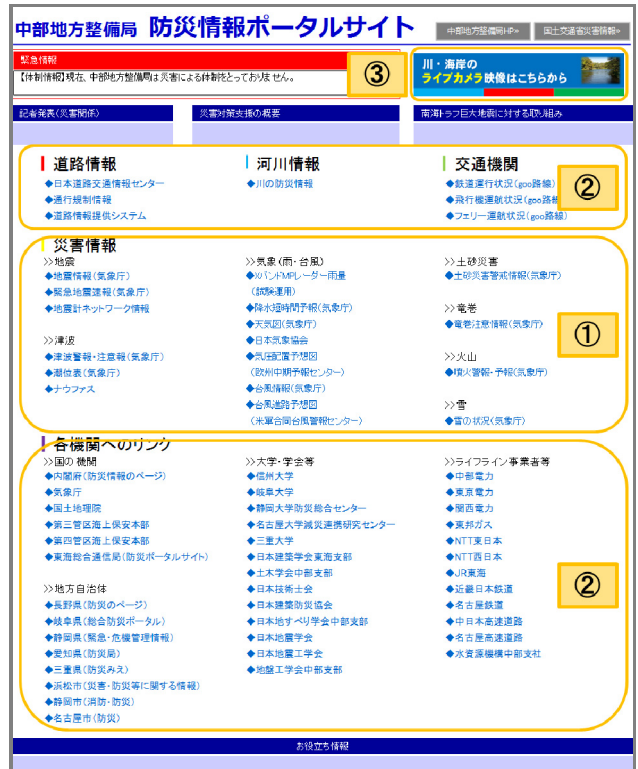 中部地方整備局 防災情報ポータルサイト
中部地方整備局HP»
国土交通省災害情報»
緊急情報
【体制情報】現在、中部地方整備局は災害による体制をとっておりません。
③
川・海岸の
ライブカメラ映像はこちらから
記者発表(災害関係)
災害対策支援の概要
南海トラフ巨大地震に対する取り組み
道路情報
◆日本道路交通情報センター
◆通行規制情報
◆道路情報提供システム
河川情報
◆川の防災情報
交通機関
◆鉄道運行状況(goo路線)
◆飛行機運航状況(goo路線)
◆フェリー運航状況(goo路線)
②
災害情報
>>地震
◆地震情報(気象庁)
◆緊急地震速報(気象庁)
◆地震計ネットワーク情報
>>津波
◆津波警報・注意報(気象庁)
◆潮位表(気象庁)
◆ナウファス
>>気象(雨・台風)
◆XバンドMPレーダー雨量
(試験運用)
◆降水短時間予報(気象庁)
◆天気図(気象庁)
◆日本気象協会
◆気圧配置予想図
(欧州中期予報センター)
◆台風情報(気象庁)
◆台風進路予想図
(米軍合同台風警報センター)
>>土砂災害
◆土砂災害警戒情報(気象庁)
>>竜巻
◆竜巻注意情報(気象庁)
>>火山
◆噴火警報・予報(気象庁)
>>雪
◆雪の状況(気象庁)
①
各機関へのリンク
>>国の機関
◆内閣府(防災情報のページ)
◆気象庁
◆国土地理院
◆第三管区海上保安本部
◆第四管区海上保安本部
◆東海総合通信局(防災ポータルサイト)
>>地方自治体
◆長野県(防災のページ)
◆岐阜県(総合防災ポータル)
◆静岡県(緊急・危機管理情報)
◆愛知県(防災局)
◆三重県(防災みえ)
◆浜松市(災害・防災等に関する情報)
◆静岡市(消防・防災)
◆名古屋市(防災)
>>大学・学会等
◆信州大学
◆岐阜大学
◆静岡大学防災総合センター
◆名古屋大学減災連携研究センター
◆三重大学
◆日本建築学会東海支部
◆土木学会中部支部
◆日本技術士会
◆日本建築防災協会
◆日本地すべり学会中部支部
◆日本地震学会
◆日本地震工学会
◆地盤工学会中部支部
>>ライフライン事業者等
◆中部電力
◆東京電力
◆関西電力
◆東邦ガス
◆NTT東日本
◆NTT西日本
◆JR東海
◆近畿日本鉄道
◆名古屋鉄道
◆中日本高速道路
◆名古屋高速道路
◆水資源機構中部支社
②
お役立ち情報